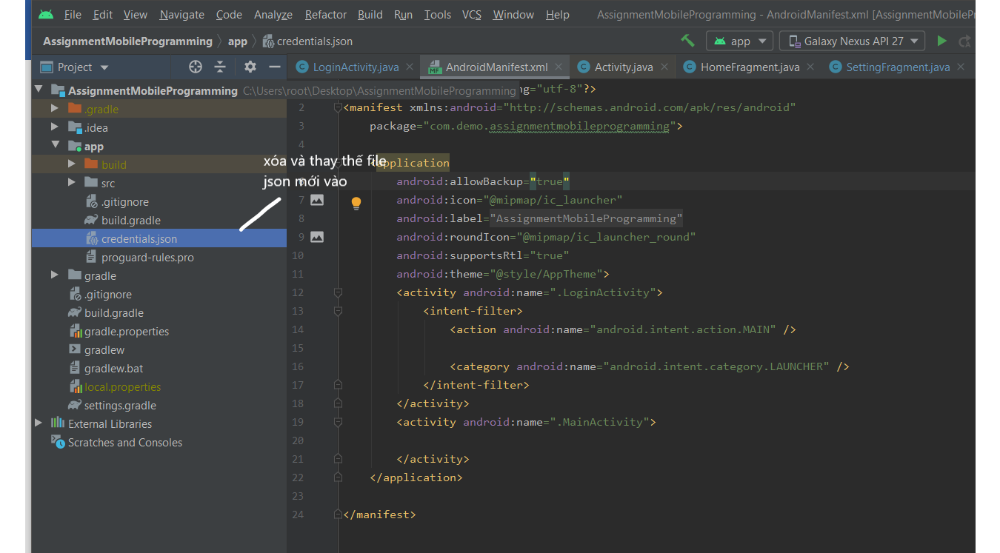 File Edit View Navigate Code Analyze Refactor Build Run Tools VCS Window Help AssignmentMobileProgramming - AndroidManifest.xml [AssignmentMobilePr
AssignmentMobileProgramming app credentials.json app Galaxy Nexus API 27
Project LoginActivity.java AndroidManifest.xml Activity.java HomeFragment.java SettingFragment.java
AssignmentMobileProgramming C:\Users\root\Desktop\AssignmentMobileProgramming
.gradle
.idea
app
build
src
.gitignore
build.gradle
credentials.json
proguard-rules.pro
gradle
.gitignore
build.gradle
gradle.properties
gradlew
gradlew.bat
local.properties
settings.gradle
External Libraries
Scratches and Consoles
xóa và thay thế file
json mới vào
ng="utf-8"?>
2 <manifest xmlns:android="http://schemas.android.com/apk/res/android"
3 package="com.demo.assignmentmobileprogramming">
4
application
android:allowBackup="true"
7 android:icon="@mipmap/ic_launcher"
8 android:label="AssignmentMobileProgramming"
9 android:roundIcon="@mipmap/ic_launcher_round"
10 android:supportsRtl="true"
11 android:theme="@style/AppTheme">
12 <activity android:name=".LoginActivity">
13 <intent-filter>
14 <action android:name="android.intent.action.MAIN" />
15
16 <category android:name="android.intent.category.LAUNCHER" />
17 </intent-filter>
18 </activity>
19 <activity android:name=".MainActivity">
20
21 </activity>
22 </application>
23
24 </manifest>